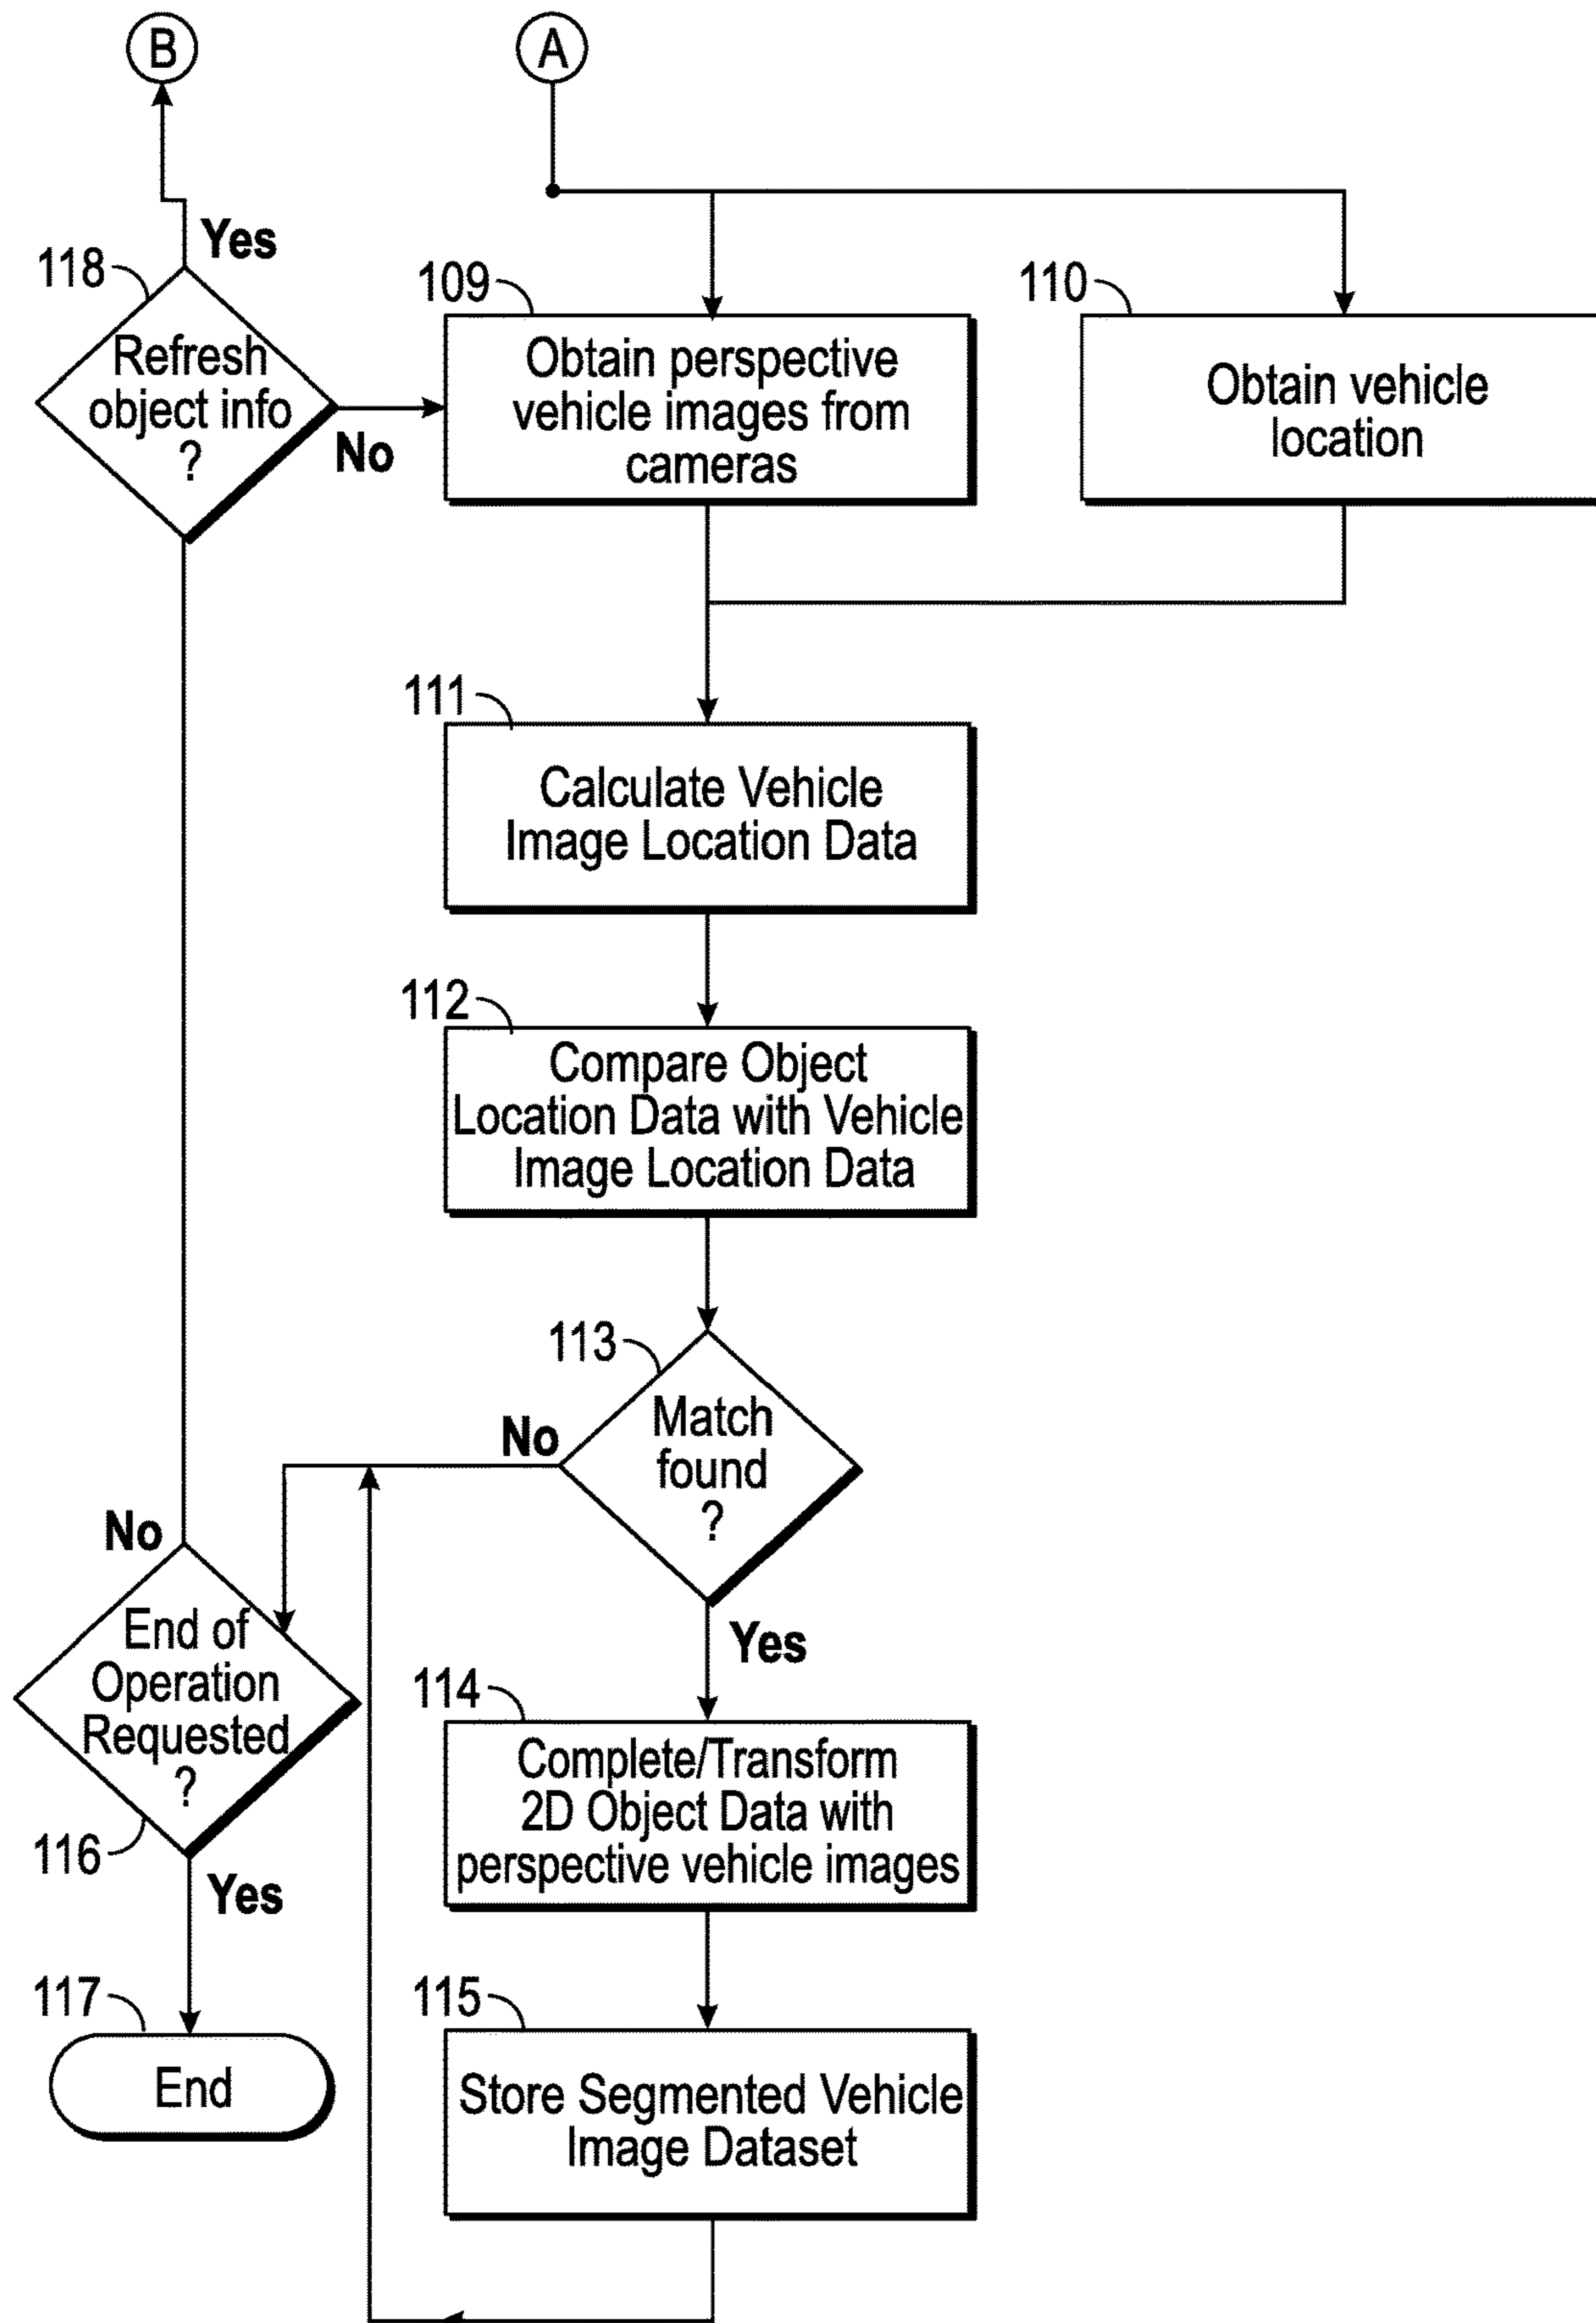 B
A
Yes
118
109
110
Refresh
object info
?
No
Obtain perspective
vehicle images from
cameras
Obtain vehicle
location
111
Calculate Vehicle
Image Location Data
112
Compare Object
Location Data with Vehicle
Image Location Data
113
Match
found
?
No
Yes
No
End of
Operation
Requested
?
116
Yes
114
Complete/Transform
2D Object Data with
perspective vehicle images
117
End
115
Store Segmented Vehicle
Image Dataset